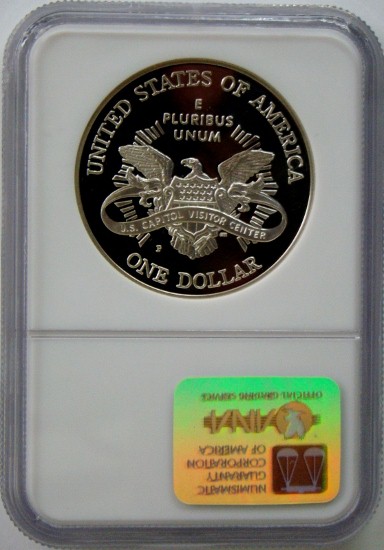 UNITED STATES OF AMERICA
E
PLURIBUS
UNUM
U.S. CAPITOL VISITOR CENTER
P
ONE DOLLAR
NUMISMATIC
GUARANTY
CORPORATION
OF AMERICA
ANA
OFFICIAL GRADING SERVICE